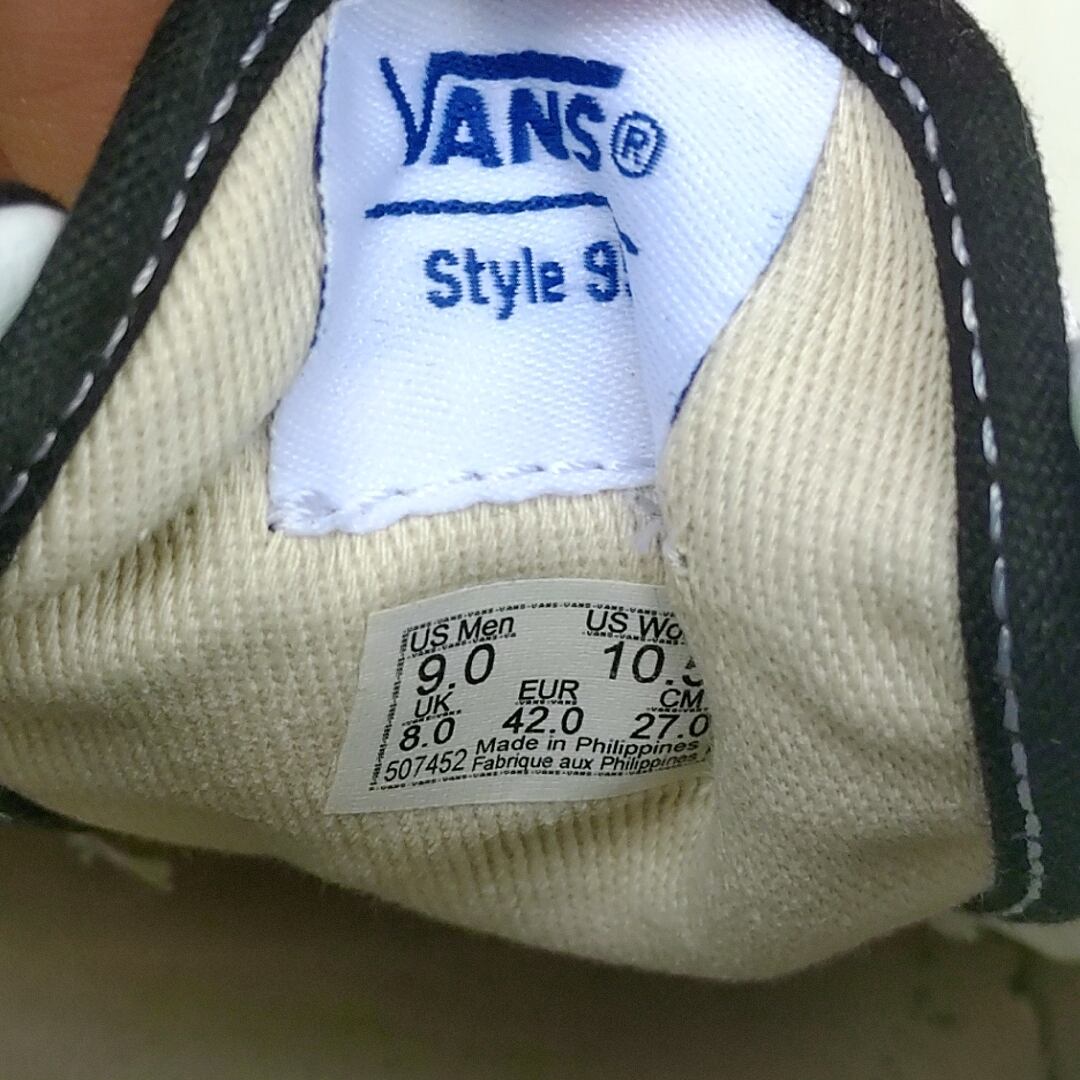 VANS®
Style 9
US Men US Wo
9.0 10.5
UK EUR CM
8.0 42.0 27.0
Made in Philippines
507452 Fabrique aux Philippines